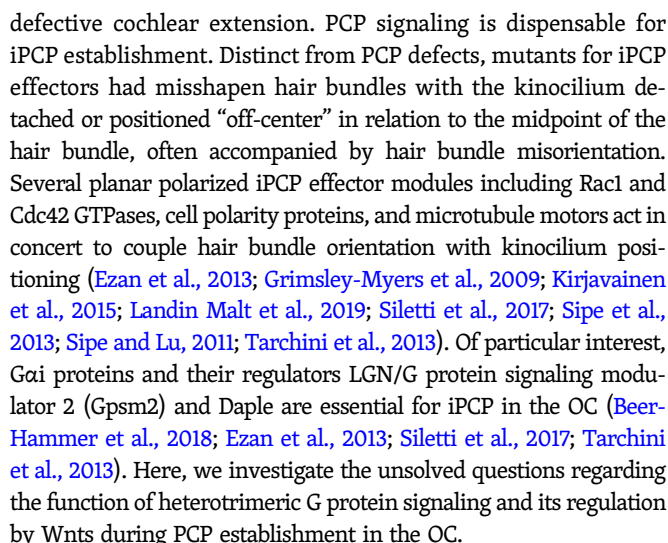 defective cochlear extension. PCP signaling is dispensable for
iPCP establishment. Distinct from PCP defects, mutants for iPCP
effectors had misshapen hair bundles with the kinocilium de-
tached or positioned “off-center” in relation to the midpoint of the
hair bundle, often accompanied by hair bundle misorientation.
Several planar polarized iPCP effector modules including Rac1 and
Cdc42 GTPases, cell polarity proteins, and microtubule motors act in
concert to couple hair bundle orientation with kinocilium posi-
tioning (Ezan et al., 2013; Grimsley-Myers et al., 2009; Kirjavainen
et al., 2015; Landin Malt et al., 2019; Siletti et al., 2017; Sipe et al.,
2013; Sipe and Lu, 2011; Tarchini et al., 2013). Of particular interest,
Gαi proteins and their regulators LGN/G protein signaling modu-
lator 2 (Gpsm2) and Daple are essential for iPCP in the OC (Beer-
Hammer et al., 2018; Ezan et al., 2013; Siletti et al., 2017; Tarchini
et al., 2013). Here, we investigate the unsolved questions regarding
the function of heterotrimeric G protein signaling and its regulation
by Wnts during PCP establishment in the OC.